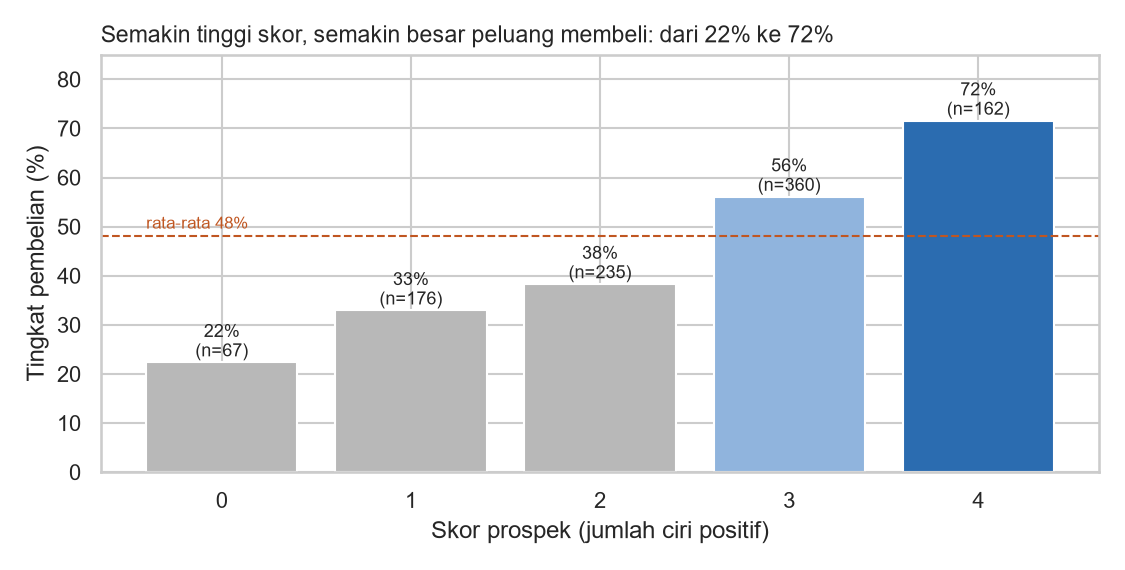 Semakin tinggi skor, semakin besar peluang membeli: dari 22% ke 72%
Tingkat pembelian (%)
80
70
60
50
40
30
20
10
0
rata-rata 48%
22%
(n=67)
33%
(n=176)
38%
(n=235)
56%
(n=360)
72%
(n=162)
0
1
2
3
4
Skor prospek (jumlah ciri positif)